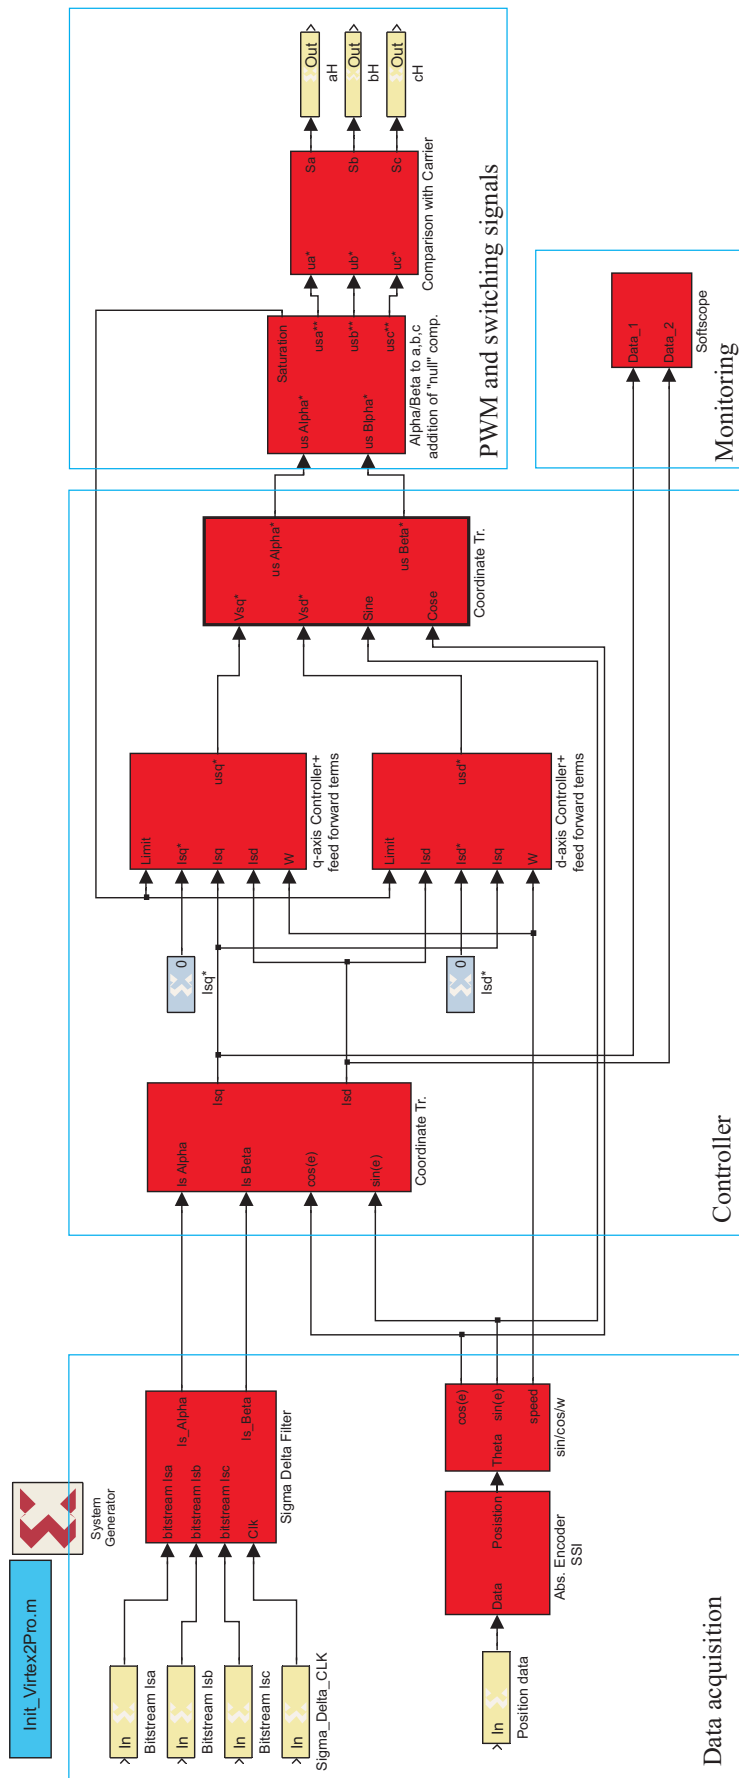 Init_Virtex2Pro.m
System
Generator
In
Bitstream Isa
In
Bitstream Isb
In
Bitstream Isc
In
Sigma_Delta_CLK
bitstream Isa
bitstream Isb
bitstream Isc
Clk
Is_Alpha
Is_Beta
Sigma Delta Filter
In
Position data
Data
Posistion
Abs. Encoder
SSI
Theta
cos(e)
sin(e)
speed
sin/cos/w
Data acquisition
Is Alpha
Is Beta
cos(e)
sin(e)
Isq
Isd
Coordinate Tr.
0
Isq*
0
Isd*
Limit
Isq*
Isq
Isd
W
usq*
q-axis Controller+
feed forward terms
Limit
Isd
Isd*
Isq
W
usd*
d-axis Controller+
feed forward terms
Vsq*
Vsd*
Sine
Cose
us Alpha*
us Beta*
Coordinate Tr.
Controller
us Alpha*
us Blpha*
Saturation
usa**
usb**
usc**
Alpha/Beta to a,b,c
addition of "null" comp.
ua*
ub*
uc*
Sa
Sb
Sc
Comparison with Carrier
Out
aH
Out
bH
Out
cH
PWM and switching signals
Data_1
Data_2
Softscope
Monitoring